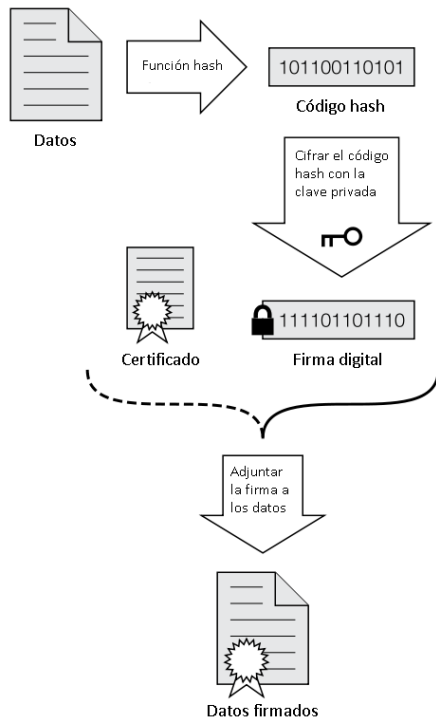 Función hash
101100110101
Datos
Código hash
Cifrar el código
hash con la
clave privada
111101101110
Certificado
Firma digital
Adjuntar
la firma a
los datos
Datos firmados